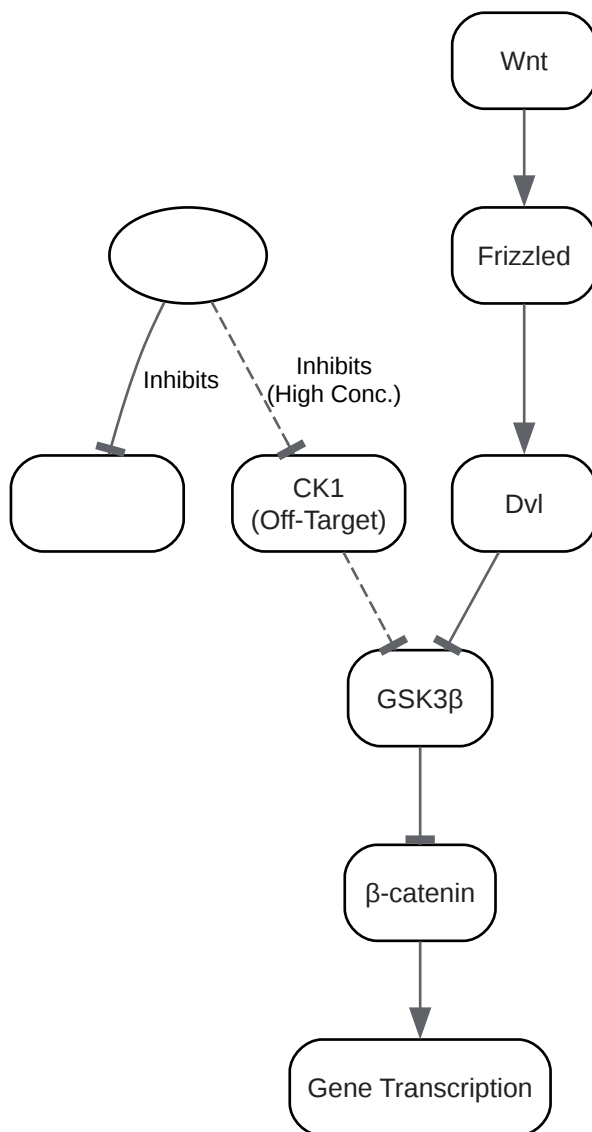 Wnt
Frizzled
Inhibits
Inhibits
(High Conc.)
CK1
(Off-Target)
Dvl
GSK3β
β-catenin
Gene Transcription